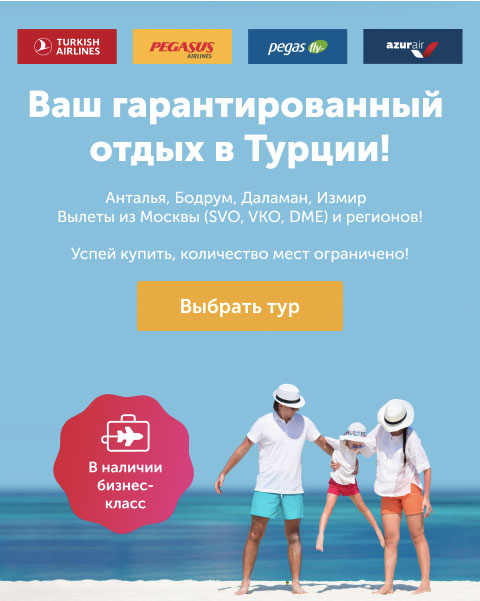 TURKISH
AIRLINES
PEGASUS
AIRLINES
pegas fly
azurair
Ваш гарантированный
отдых в Турции!
Анталья, Бодрум, Даламан, Измир
Вылеты из Москвы (SVO, VKO, DME) и регионов!
Успей купить, количество мест ограничено!
Выбрать тур
В наличии
бизнес-
класс